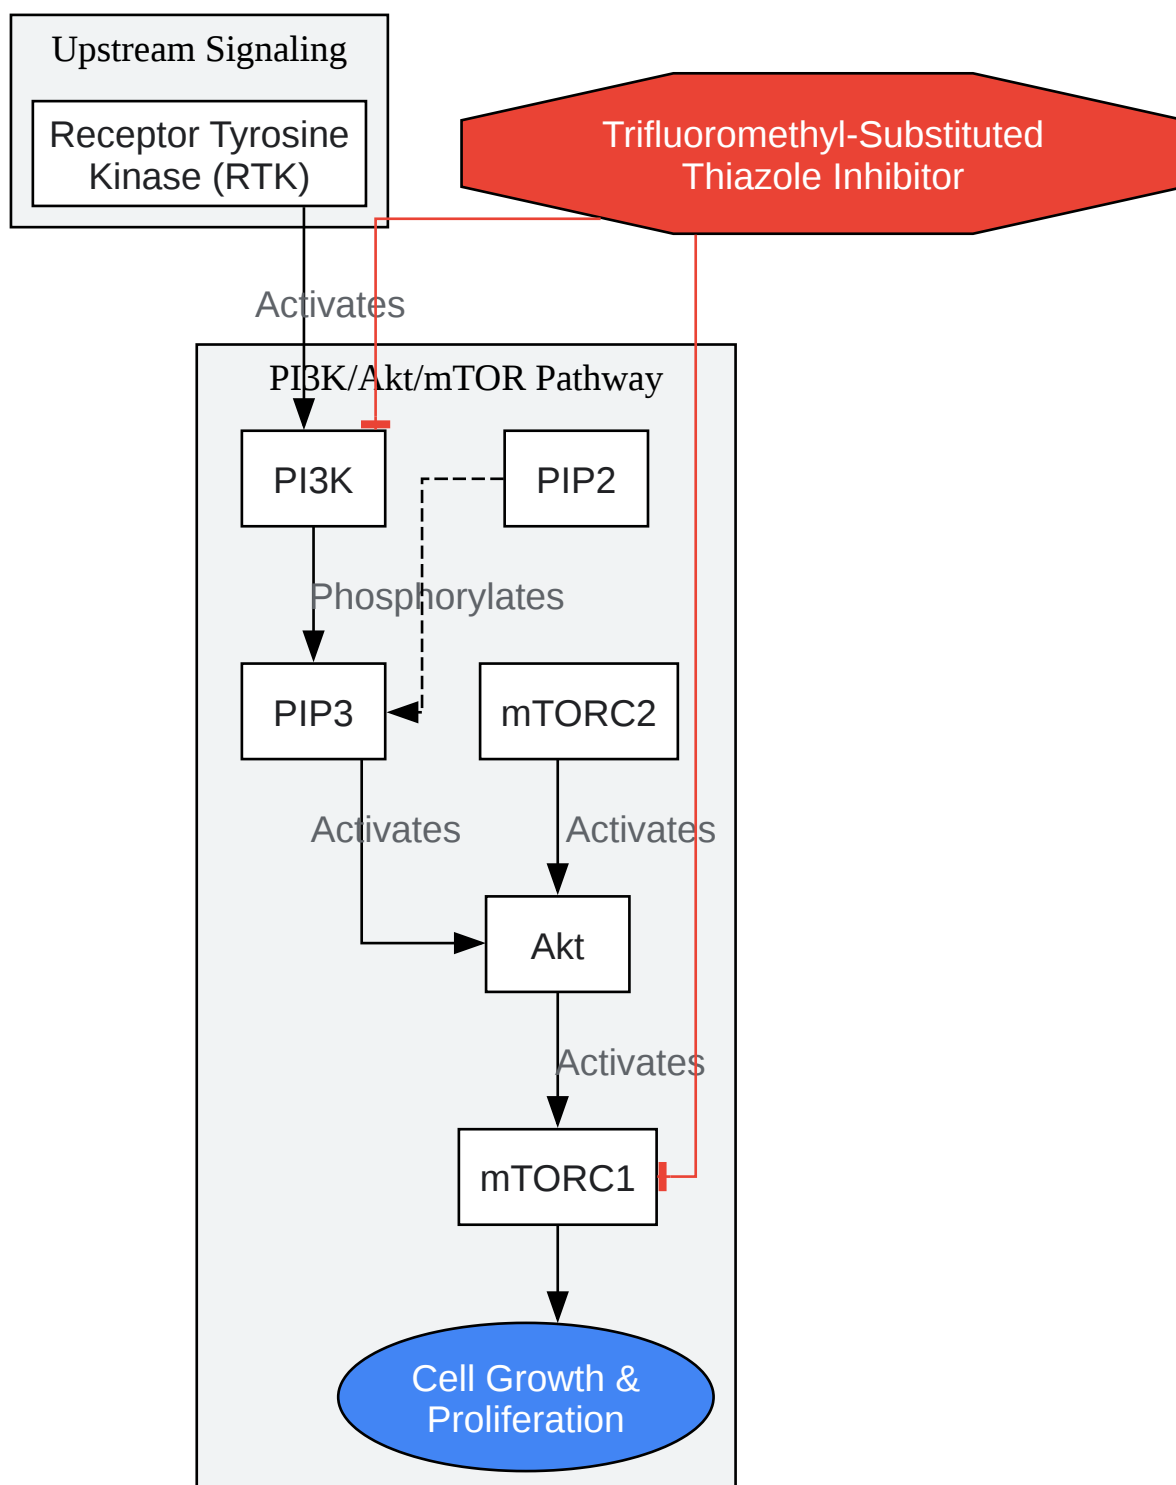 Upstream Signaling
Receptor Tyrosine
Kinase (RTK)
Trifluoromethyl-Substituted
Thiazole Inhibitor
Activates
PI3K/Akt/mTOR Pathway
PI3K
PIP2
Phosphorylates
PIP3
mTORC2
Activates
Activates
Akt
Activates
mTORC1
Cell Growth &
Proliferation